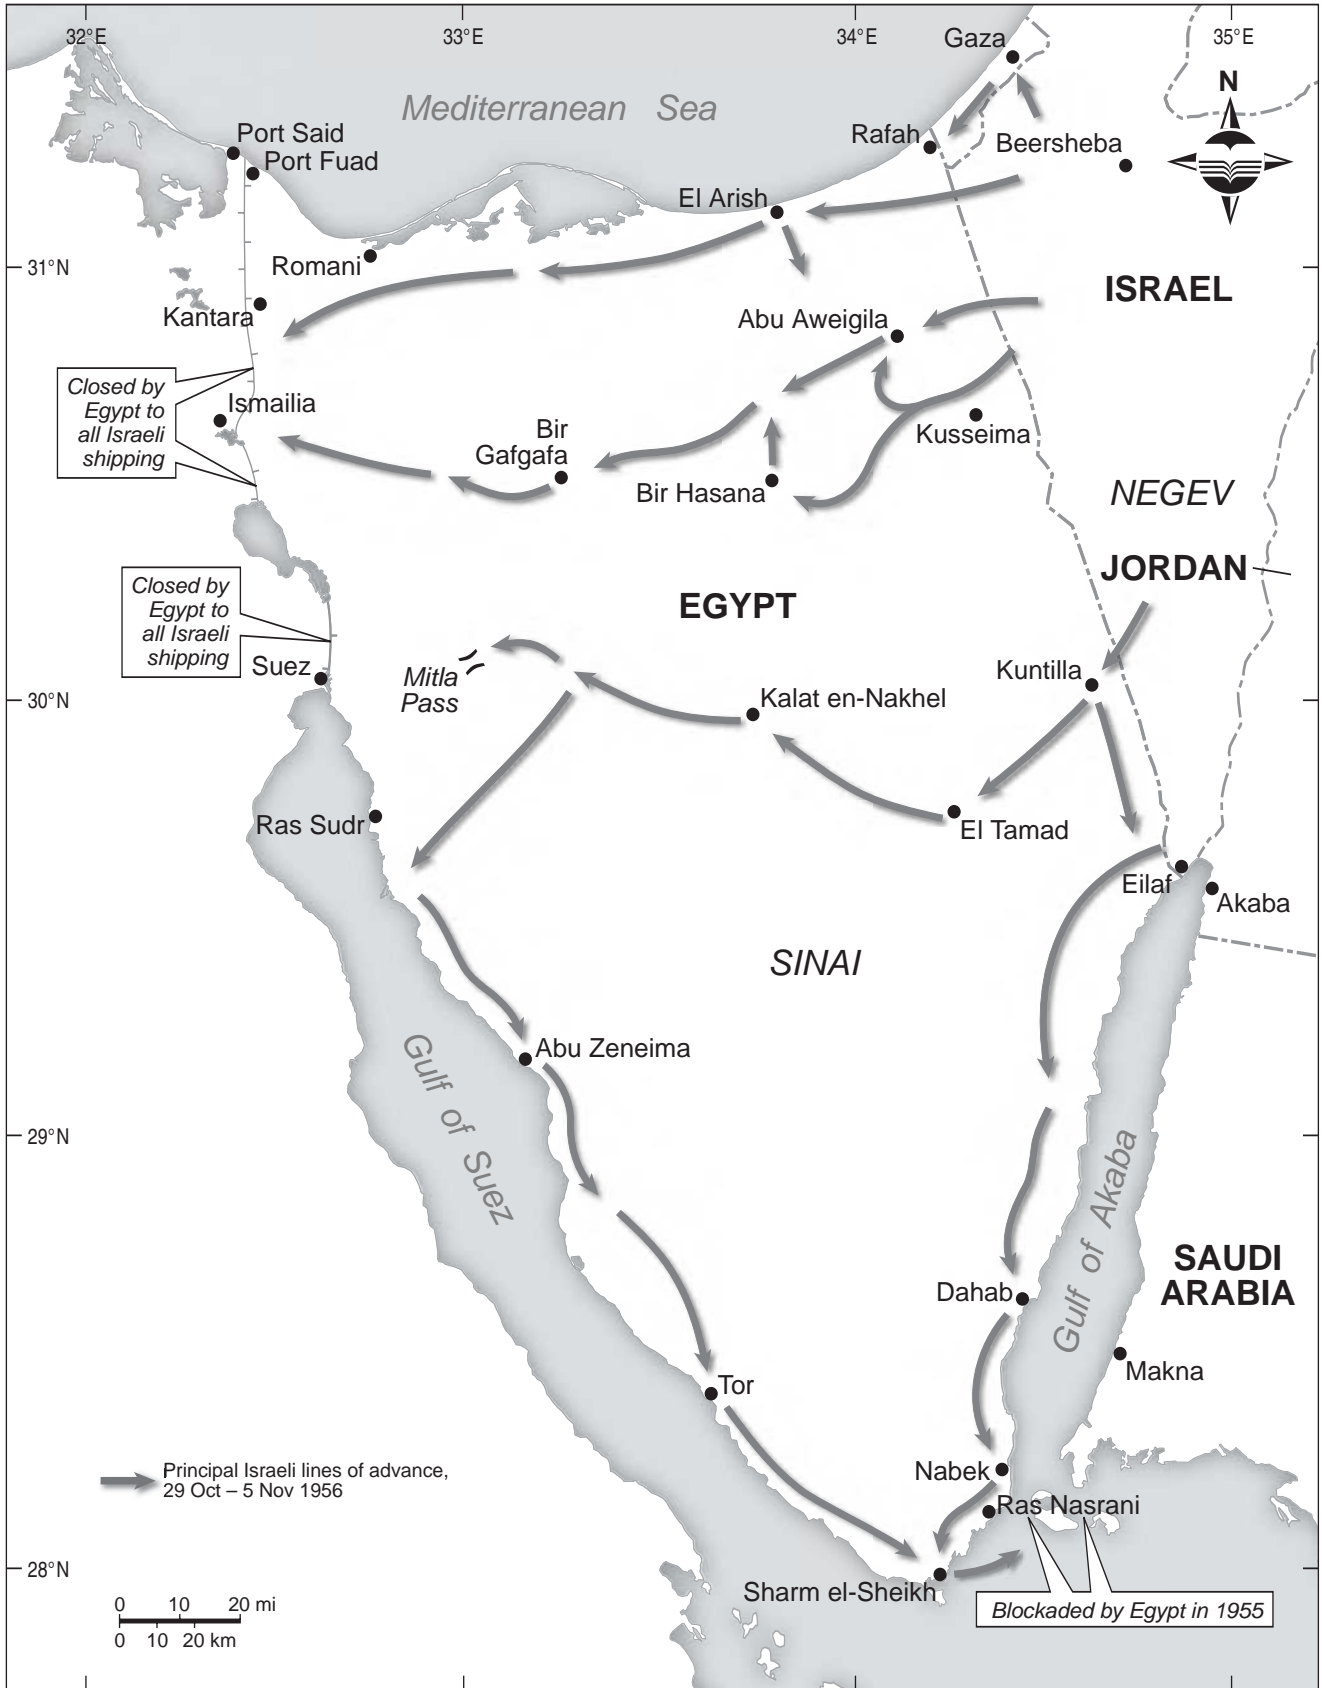 32°E
33°E
34°E
35°E
Gaza
N
Mediterranean Sea
Port Said
Port Fuad
Rafah
Beersheba
El Arish
Romani
31°N
ISRAEL
Kantara
Abu Aweigila
Closed by
Egypt to
all Israeli
shipping
Ismailia
Bir
Gafgafa
Kusseima
Bir Hasana
NEGEV
JORDAN
Closed by
Egypt to
all Israeli
shipping
EGYPT
Suez
Mitla
Pass
Kuntilla
30°N
Kalat en-Nakhel
Ras Sudr
El Tamad
Eilaf
Akaba
SINAI
Abu Zeneima
Gulf of Suez
29°N
Gulf of Akaba
SAUDI
ARABIA
Dahab
Makna
Tor
Principal Israeli lines of advance,
29 Oct – 5 Nov 1956
Nabek
Ras Nasrani
28°N
Sharm el-Sheikh
Blockaded by Egypt in 1955
0 10 20 mi
0 10 20 km